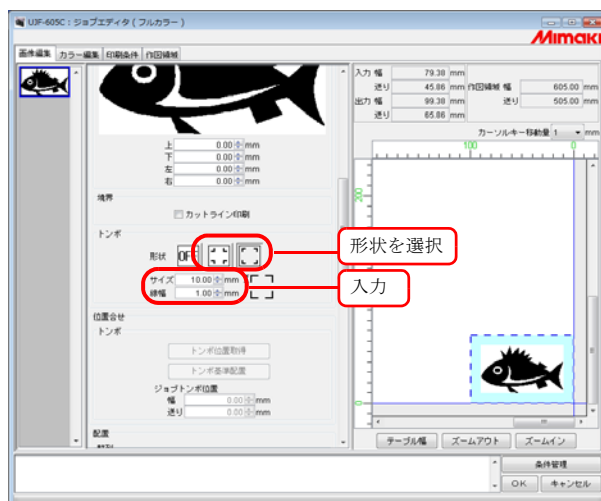 UJF-605C : ジョブエディタ ( フルカラー )
Mimaki
画像編集 カラー編集 印刷条件 作図領域
入力 幅 79.38 mm
送り 45.86 mm 作図領域 幅 605.00 mm
出力 幅 99.38 mm 送り 505.00 mm
送り 65.86 mm
カーソルキー移動量 1 mm
100 0
200
0
上 0.00 mm
下 0.00 mm
左 0.00 mm
右 0.00 mm
境界
カットライン印刷
トンボ
形状 OFF
形状を選択
サイズ 10.00 mm
線幅 1.00 mm
入力
位置合せ
トンボ
トンボ位置取得
トンボ基準配置
ジョブトンボ位置
幅 0.00 mm
送り 0.00 mm
配置
テーブル幅 ズームアウト ズームイン
条件管理
OK キャンセル